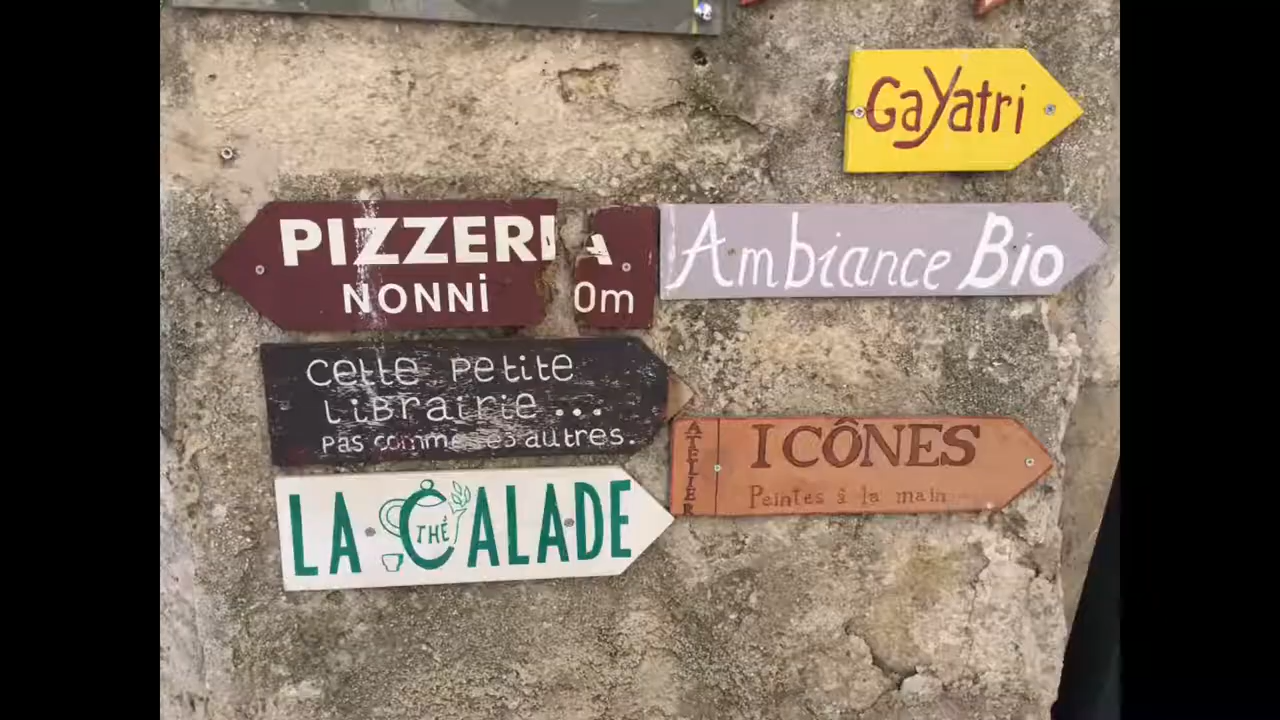 GaYatri
PIZZERIA
NONNi 0m
Ambiance Bio
Cette petite
Librairie ...
pas comme les autres.
ATELIER
ICÔNES
Peintes à la main
LA CALADE
THÉ